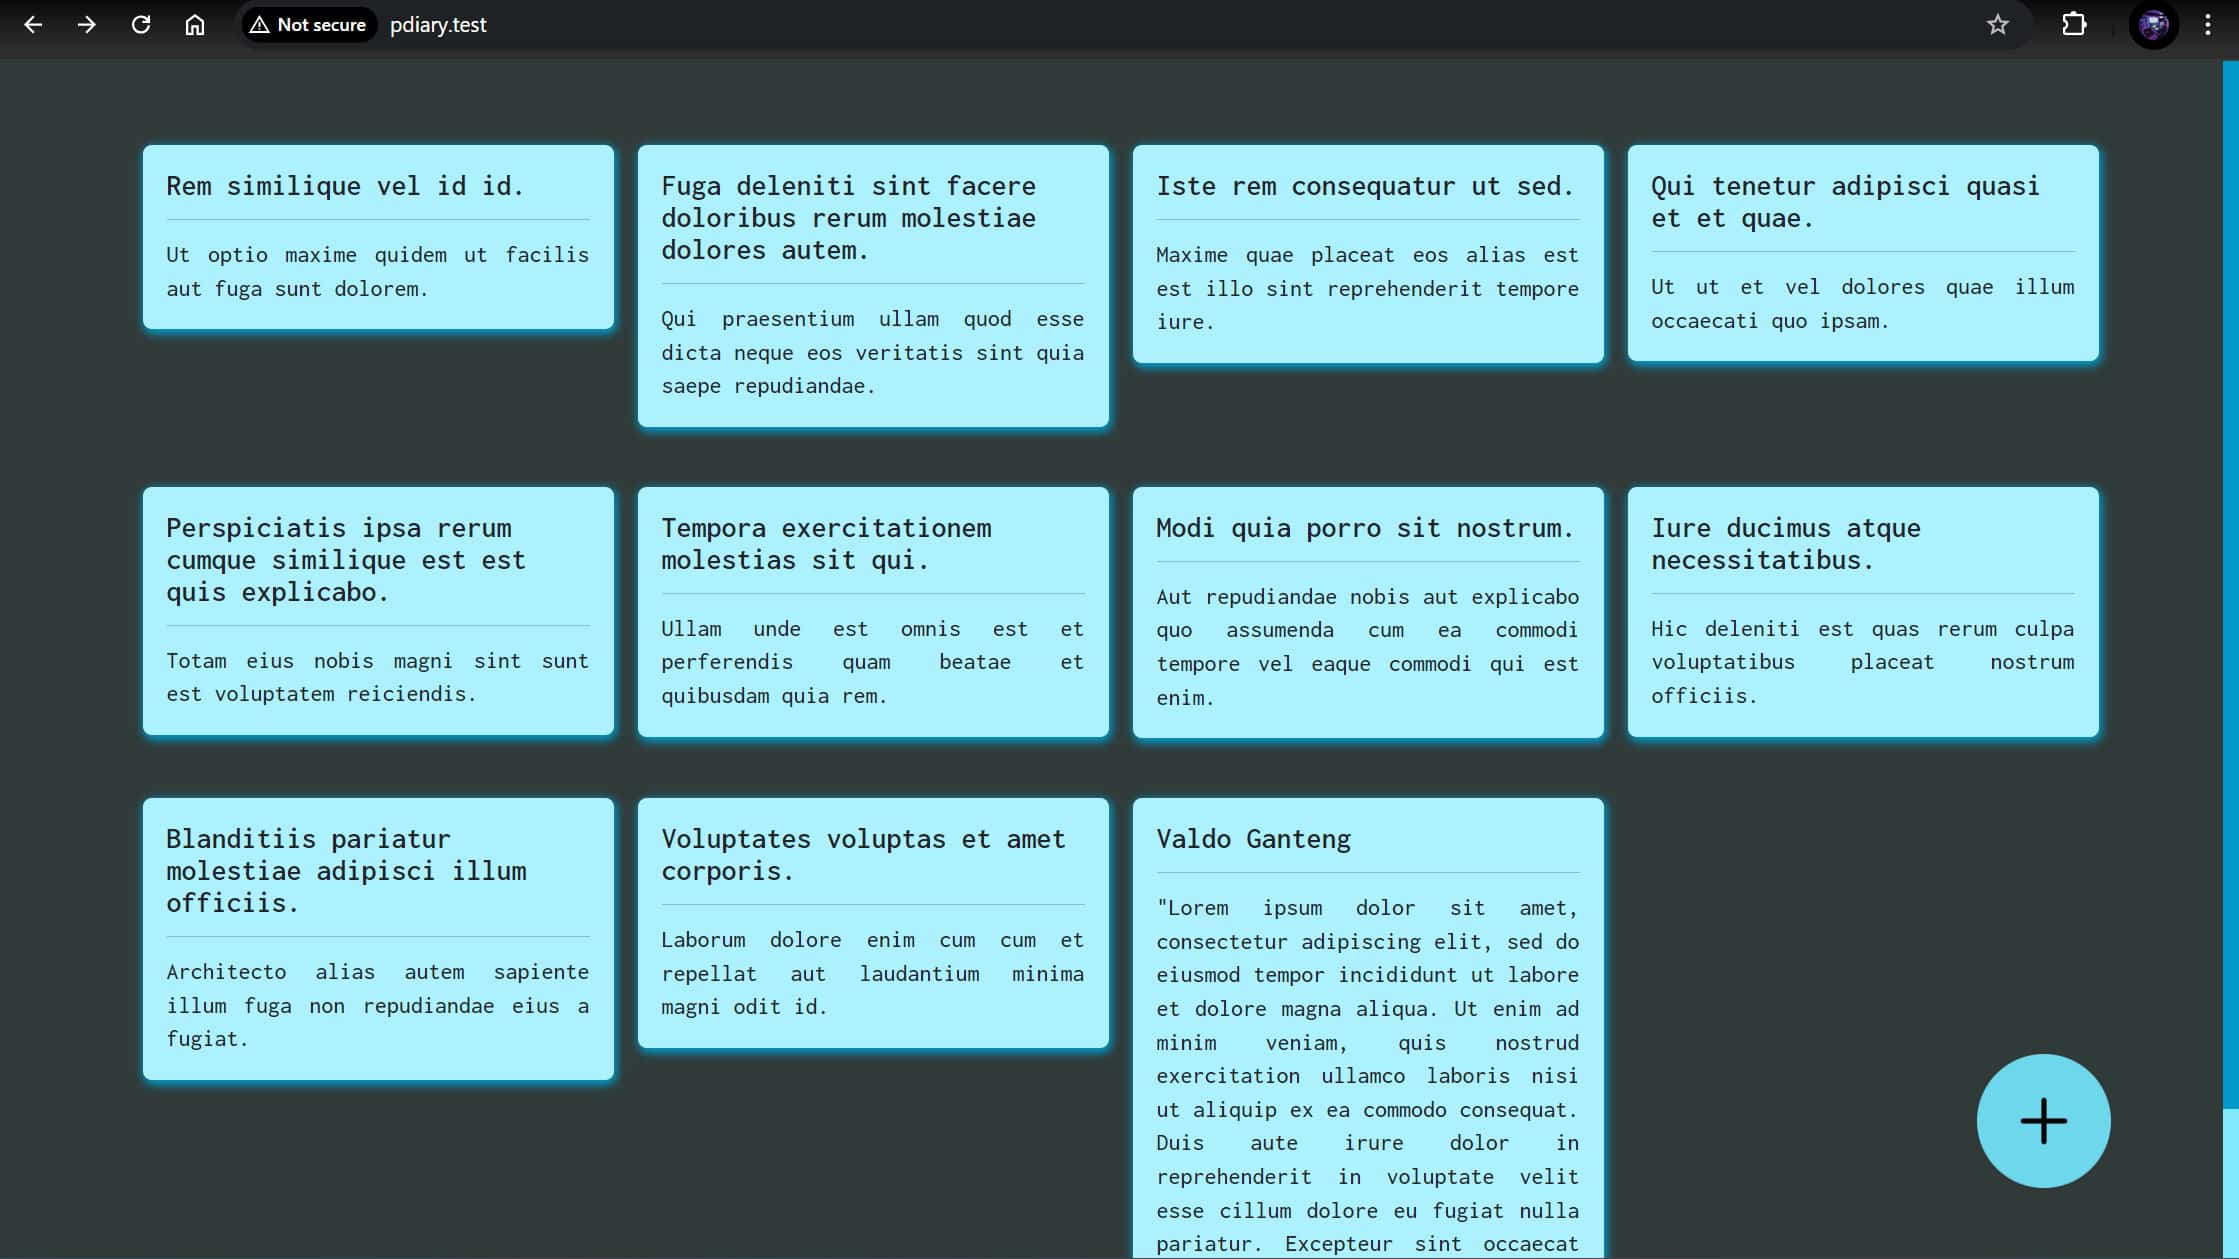 Not secure
pdiary.test
Rem similique vel id id.
Ut optio maxime quidem ut facilis
aut fuga sunt dolorem.
Fuga deleniti sint facere
doloribus rerum molestiae
dolores autem.
Qui praesentium ullam quod esse
dicta neque eos veritatis sint quia
saepe repudiandae.
Iste rem consequatur ut sed.
Maxime quae placeat eos alias est
est illo sint reprehenderit tempore
iure.
Qui tenetur adipisci quasi
et et quae.
Ut ut et vel dolores quae illum
occaecati quo ipsam.
Perspiciatis ipsa rerum
cumque similique est est
quis explicabo.
Totam eius nobis magni sint sunt
est voluptatem reiciendis.
Tempora exercitationem
molestias sit qui.
Ullam unde est omnis est et
perferendis quam beatae et
quibusdam quia rem.
Modi quia porro sit nostrum.
Aut repudiandae nobis aut explicabo
quo assumenda cum ea commodi
tempore vel eaque commodi qui est
enim.
Iure ducimus atque
necessitatibus.
Hic deleniti est quas rerum culpa
voluptatibus placeat nostrum
officiis.
Blanditiis pariatur
molestiae adipisci illum
officiis.
Architecto alias autem sapiente
illum fuga non repudiandae eius a
fugiat.
Voluptates voluptas et amet
corporis.
Laborum dolore enim cum cum et
repellat aut laudantium minima
magni odit id.
Valdo Ganteng
"Lorem ipsum dolor sit amet,
consectetur adipiscing elit, sed do
eiusmod tempor incididunt ut labore
et dolore magna aliqua. Ut enim ad
minim veniam, quis nostrud
exercitation ullamco laboris nisi
ut aliquip ex ea commodo consequat.
Duis aute irure dolor in
reprehenderit in voluptate velit
esse cillum dolore eu fugiat nulla
pariatur. Excepteur sint occaecat